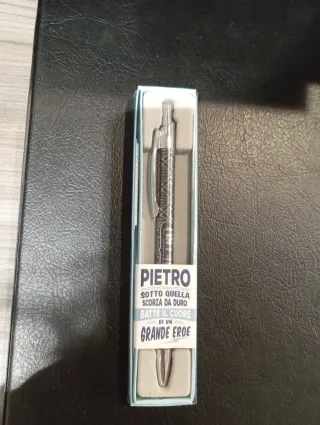 PIETRO
SOTTO QUELLA
SCORZA DA DURO
BATTE IL CUORE
DI UN
GRANDE EROE